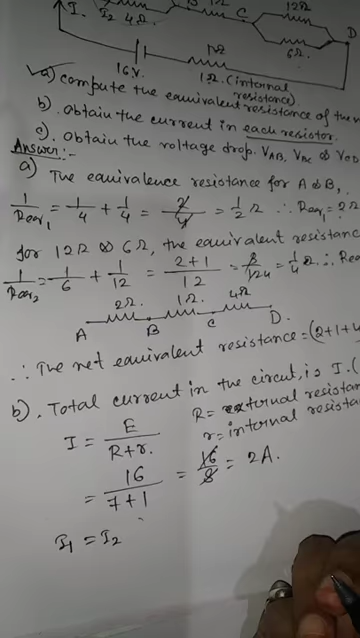 I. I2 4Ω. B 1Ω C 12Ω
6Ω. D
16V. 1Ω. (internal
resistance).
a) compute the equivalent resistance of the
b). obtain the current in each resistor.
c). obtain the voltage drop. VAB, VBC & VCD
Answer:-
a) The equivalence resistance for A & B,
1/Req1 = 1/4 + 1/4 = 2/4 = 1/2 Ω ∴ Req1 = 2Ω
for 12Ω & 6Ω, the equivalent resistance
1/Req2 = 1/6 + 1/12 = 2+1/12 = 3/12 4 = 1/4 Ω. ∴ Req
2Ω. 1Ω. 4Ω
A B C D.
∴ The net equivalent resistance = (2+1+4
b). Total current in the circuit, is I. (
I = E/R+r. R = external resistan
r = internal resista
= 16/7+1 = 16/8 = 2A.
I1 = I2